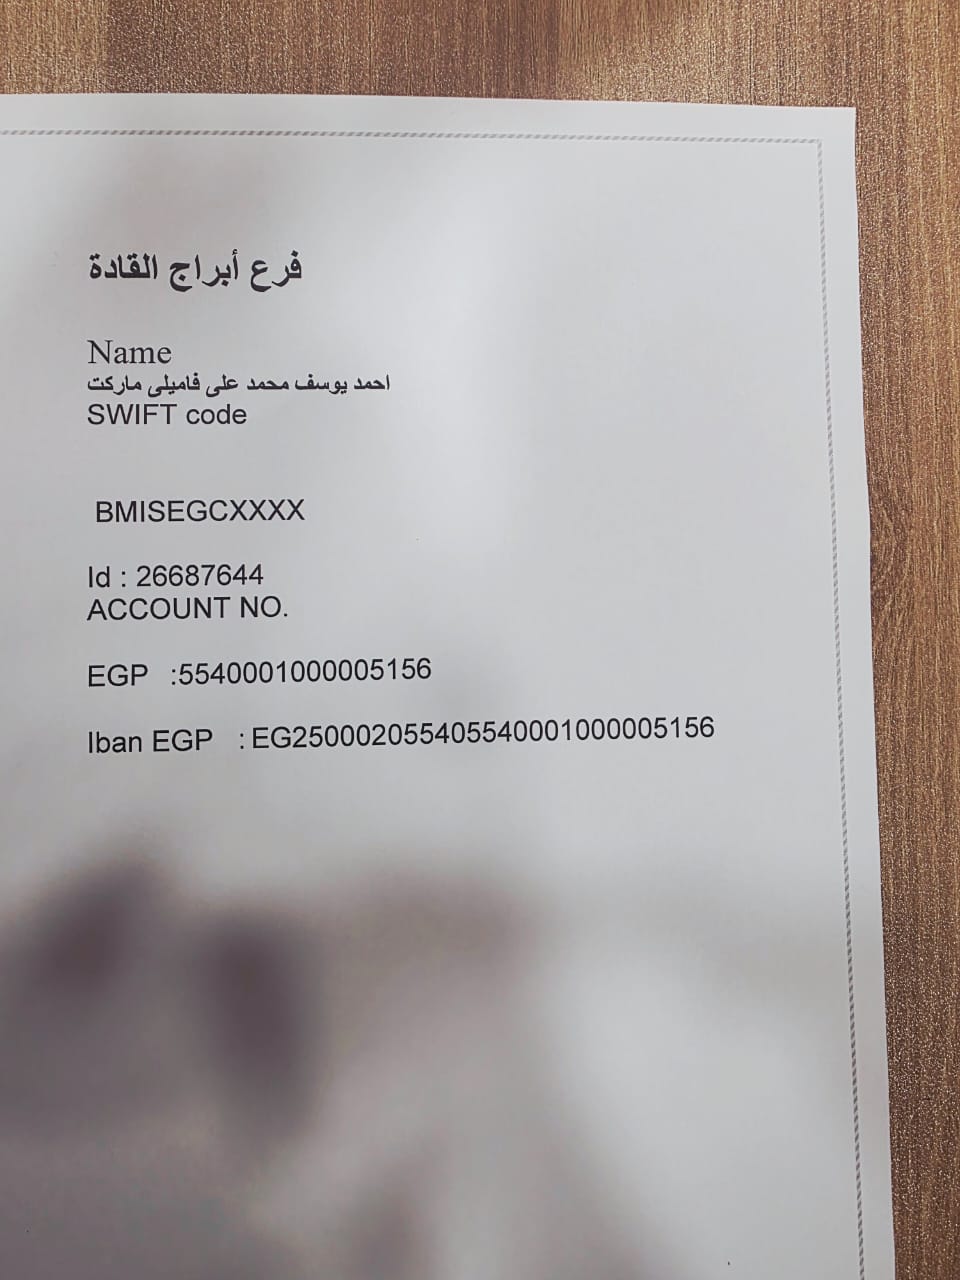 فرع أبراج القادة
Name
احمد يوسف محمد على فاميلى ماركت
SWIFT code
BMISEGCXXXX
Id : 26687644
ACCOUNT NO.
EGP :5540001000005156
Iban EGP : EG250002055405540001000005156